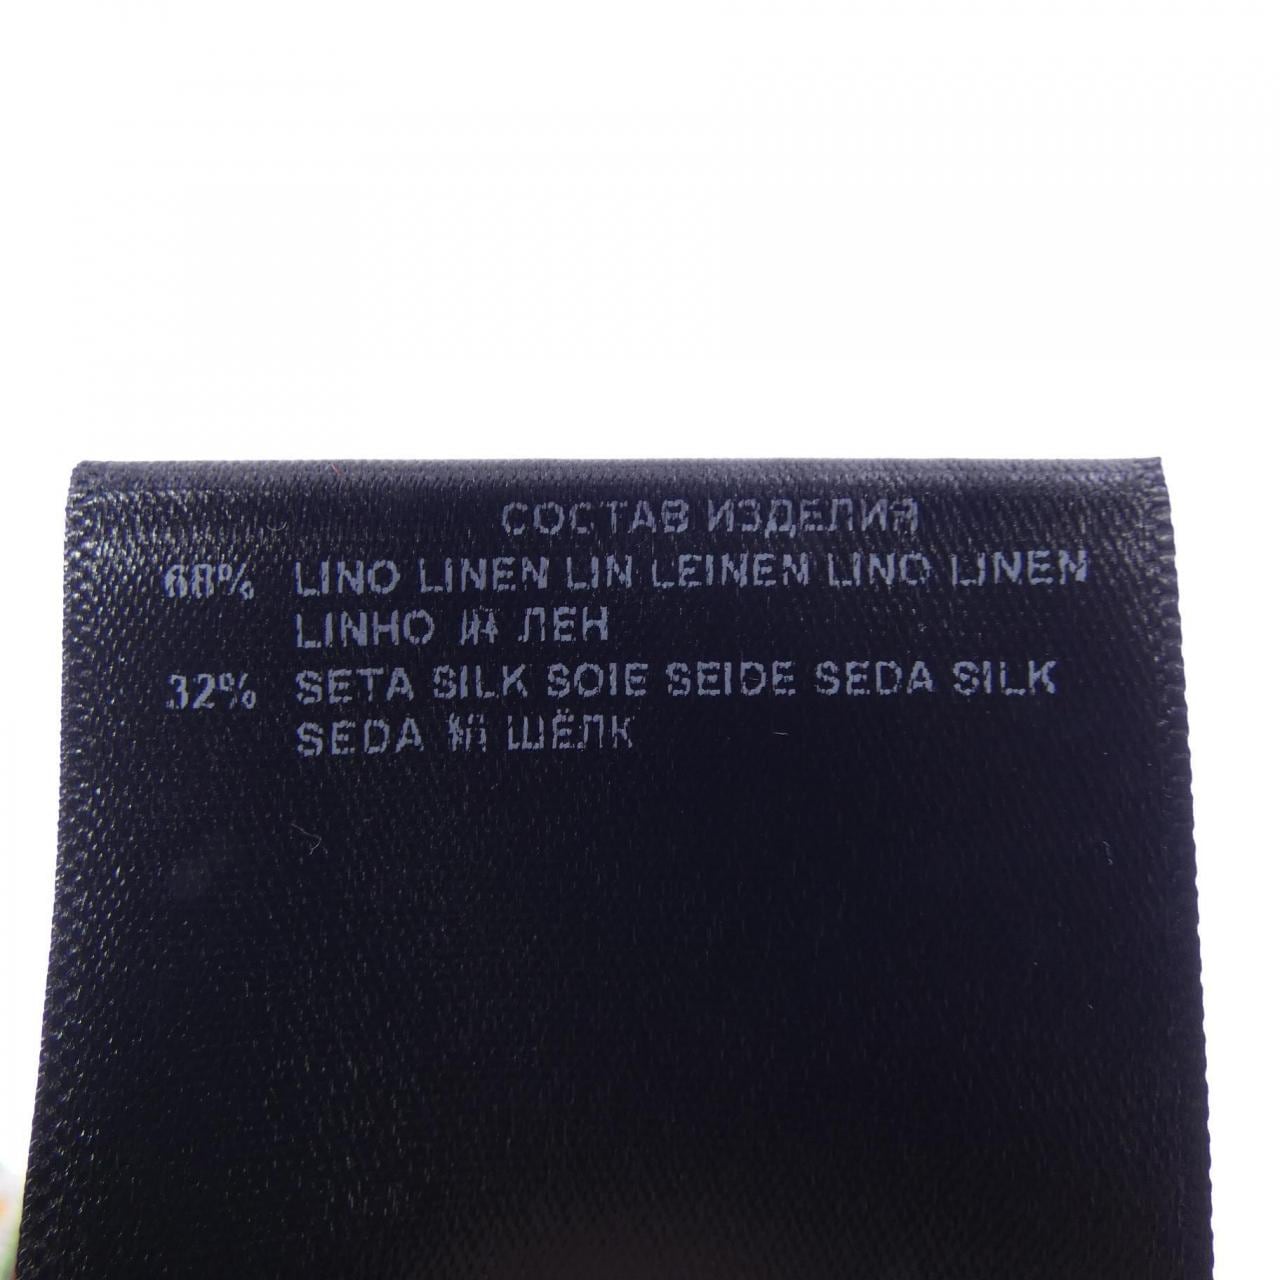 СОСТАВ ИЗДЕЛИЯ
68% LINO LINEN LIN LEINEN LINO LINEN
LINHO 麻 ЛЕН
32% SETA SILK SOIE SEIDE SEDA SILK
SEDA ШЁЛК